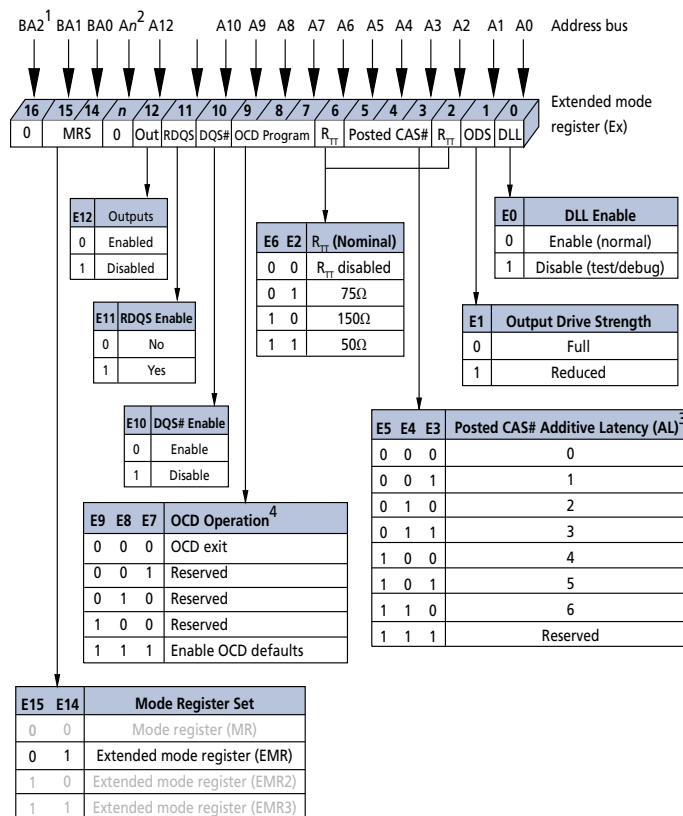 BA2¹ BA1 BA0 An² A12 A10 A9 A8 A7 A6 A5 A4 A3 A2 A1 A0 Address bus
16 15 14 n 12 11 10 9 8 7 6 5 4 3 2 1 0
Extended mode
register (Ex)
0 MRS 0 Out RDQS DQS# OCD Program R_TT Posted CAS# R_TT ODS DLL
E12 Outputs
0 Enabled
1 Disabled
E6 E2 R_TT (Nominal)
0 0 R_TT disabled
0 1 75Ω
1 0 150Ω
1 1 50Ω
E0 DLL Enable
0 Enable (normal)
1 Disable (test/debug)
E11 RDQS Enable
0 No
1 Yes
E1 Output Drive Strength
0 Full
1 Reduced
E10 DQS# Enable
0 Enable
1 Disable
E5 E4 E3 Posted CAS# Additive Latency (AL)³
0 0 0 0
0 0 1 1
0 1 0 2
0 1 1 3
1 0 0 4
1 0 1 5
1 1 0 6
1 1 1 Reserved
E9 E8 E7 OCD Operation⁴
0 0 0 OCD exit
0 0 1 Reserved
0 1 0 Reserved
1 0 0 Reserved
1 1 1 Enable OCD defaults
E15 E14 Mode Register Set
0 0 Mode register (MR)
0 1 Extended mode register (EMR)
1 0 Extended mode register (EMR2)
1 1 Extended mode register (EMR3)